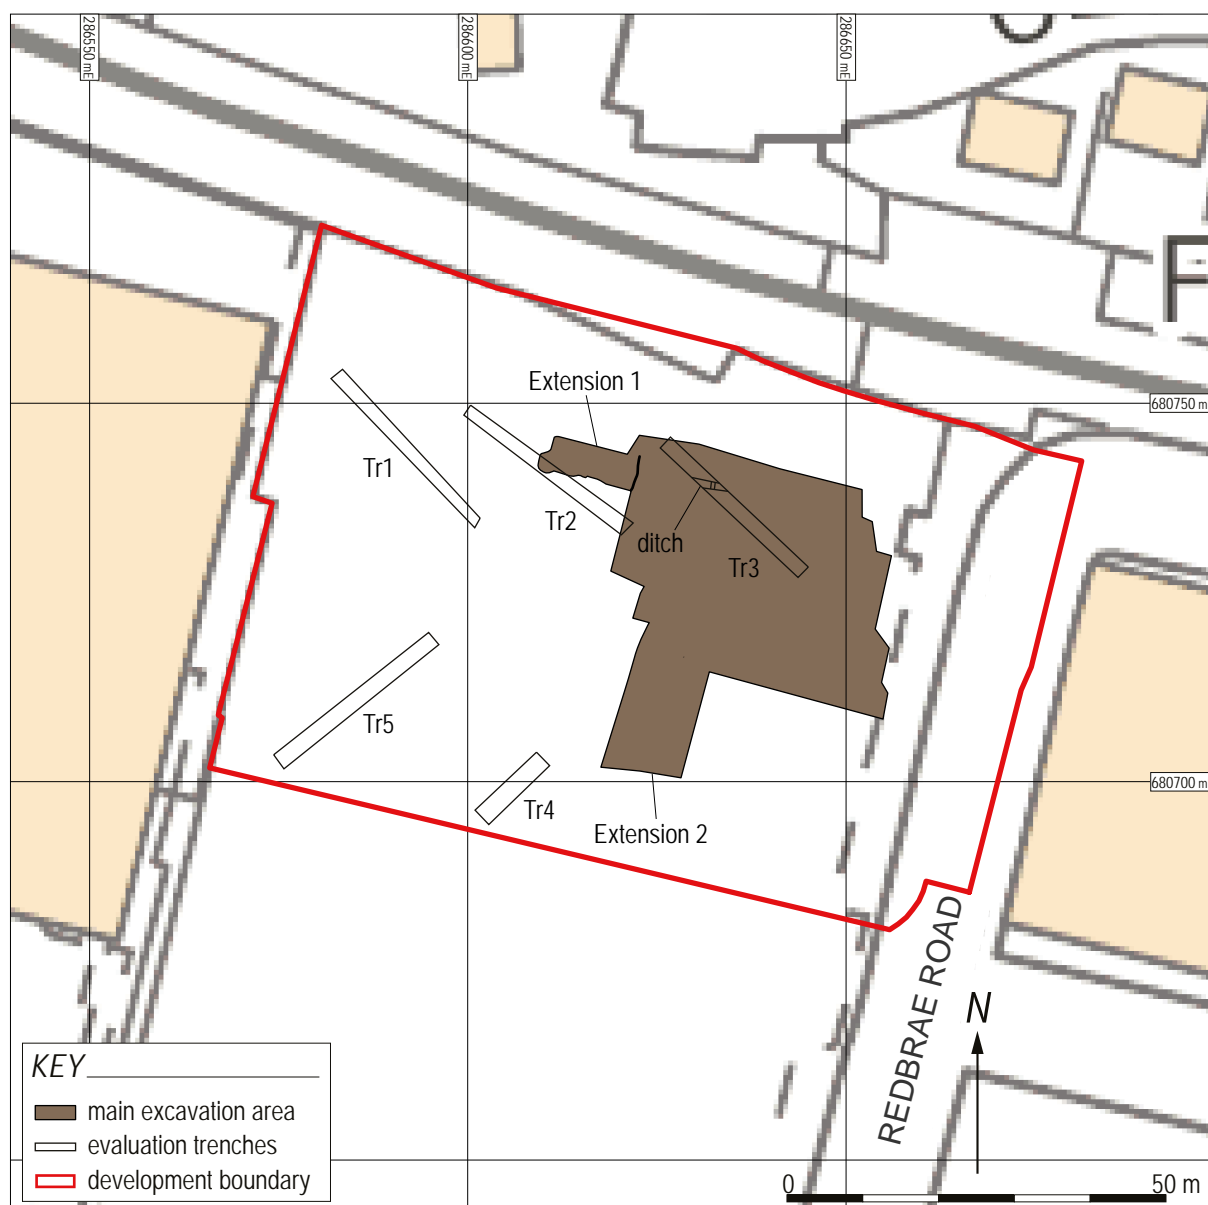 286550 mE
286600 mE
286650 mE
Extension 1
680750 m
Tr1
Tr2
ditch
Tr3
Tr5
680700 m
Tr4
Extension 2
REDBRAE ROAD
N
KEY
main excavation area
evaluation trenches
development boundary
0 50 m